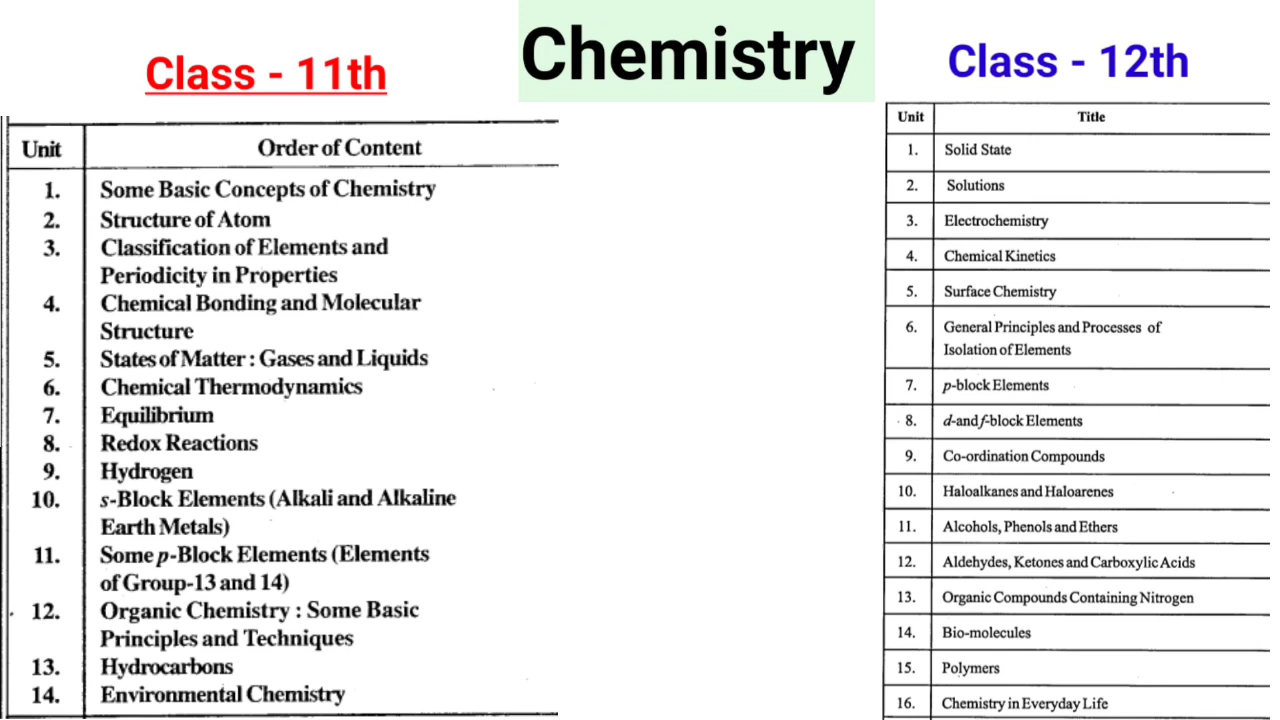 Chemistry
Class - 11th
Unit Order of Content
1. Some Basic Concepts of Chemistry
2. Structure of Atom
3. Classification of Elements and
Periodicity in Properties
4. Chemical Bonding and Molecular
Structure
5. States of Matter : Gases and Liquids
6. Chemical Thermodynamics
7. Equilibrium
8. Redox Reactions
9. Hydrogen
10. s-Block Elements (Alkali and Alkaline
Earth Metals)
11. Some p-Block Elements (Elements
of Group-13 and 14)
12. Organic Chemistry : Some Basic
Principles and Techniques
13. Hydrocarbons
14. Environmental Chemistry
Class - 12th
Unit Title
1. Solid State
2. Solutions
3. Electrochemistry
4. Chemical Kinetics
5. Surface Chemistry
6. General Principles and Processes of
Isolation of Elements
7. p-block Elements
8. d-and f-block Elements
9. Co-ordination Compounds
10. Haloalkanes and Haloarenes
11. Alcohols, Phenols and Ethers
12. Aldehydes, Ketones and Carboxylic Acids
13. Organic Compounds Containing Nitrogen
14. Bio-molecules
15. Polymers
16. Chemistry in Everyday Life